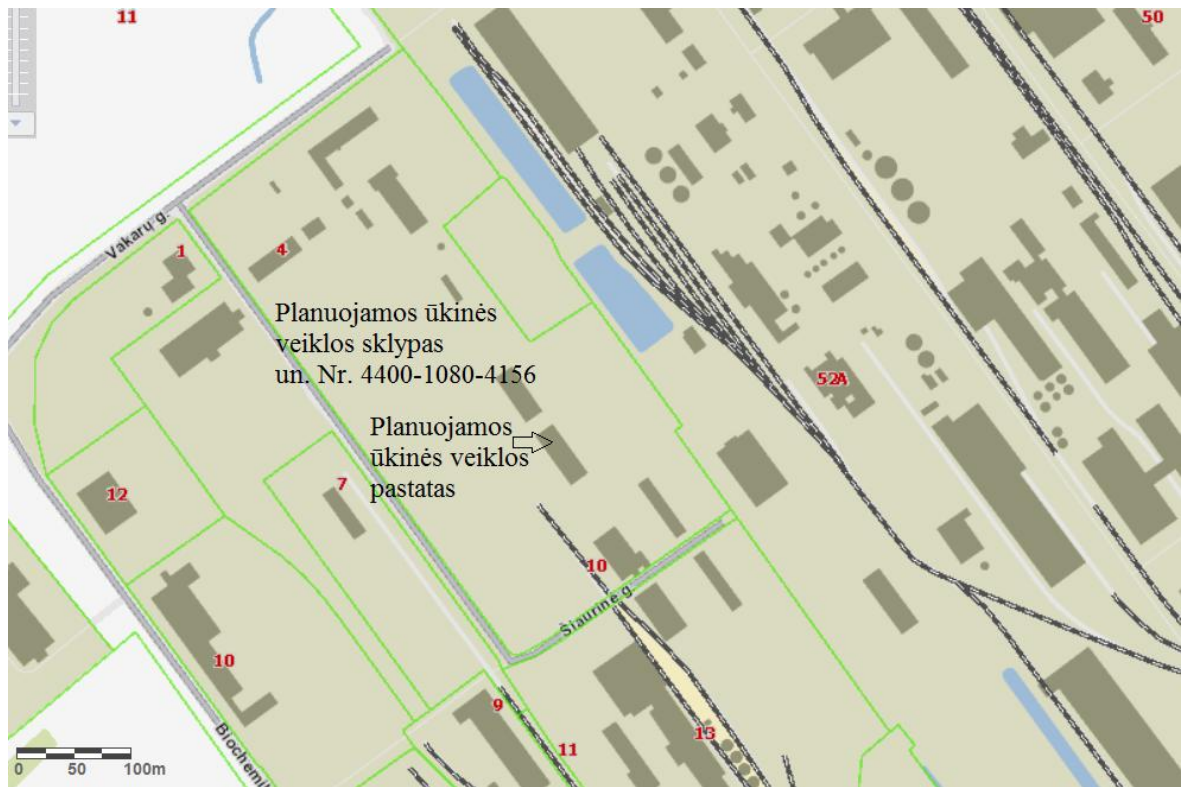 11
50
Vakarų g.
1
4
Planuojamos ūkinės
veiklos sklypas
un. Nr. 4400-1080-4156
52A
Planuojamos
ūkinės veiklos
pastatas
7
12
10
Šiaurinė g.
10
9
11
13
Biochemi
0 50 100m